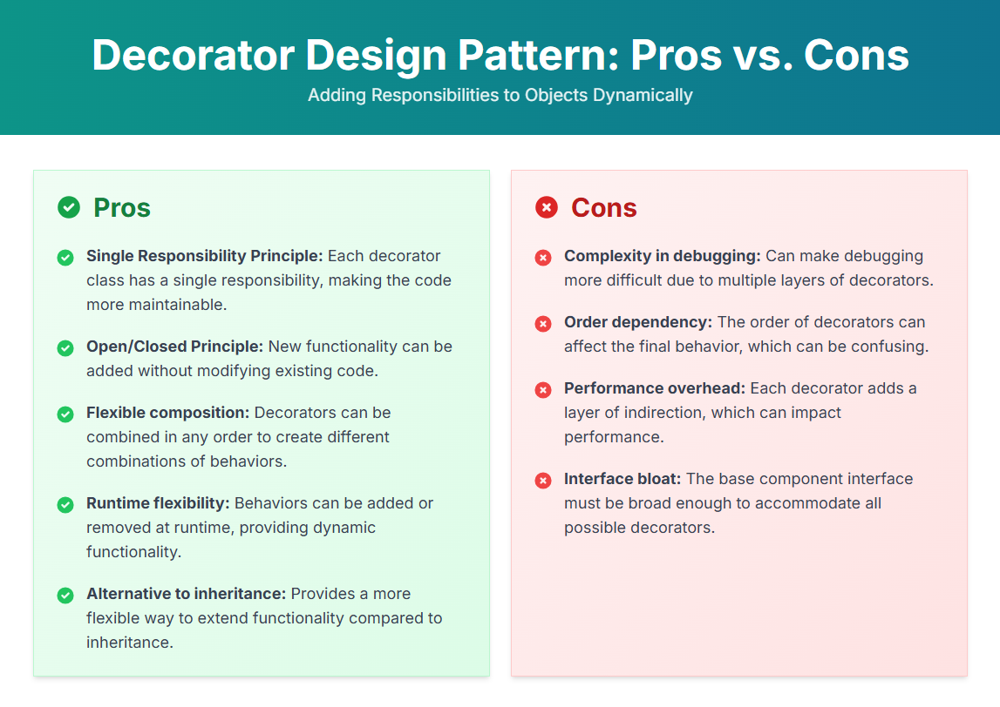 Decorator Design Pattern: Pros vs. Cons
Adding Responsibilities to Objects Dynamically
Pros
Single Responsibility Principle: Each decorator
class has a single responsibility, making the code
more maintainable.
Open/Closed Principle: New functionality can be
added without modifying existing code.
Flexible composition: Decorators can be
combined in any order to create different
combinations of behaviors.
Runtime flexibility: Behaviors can be added or
removed at runtime, providing dynamic
functionality.
Alternative to inheritance: Provides a more
flexible way to extend functionality compared to
inheritance.
Cons
Complexity in debugging: Can make debugging
more difficult due to multiple layers of decorators.
Order dependency: The order of decorators can
affect the final behavior, which can be confusing.
Performance overhead: Each decorator adds a
layer of indirection, which can impact
performance.
Interface bloat: The base component interface
must be broad enough to accommodate all
possible decorators.